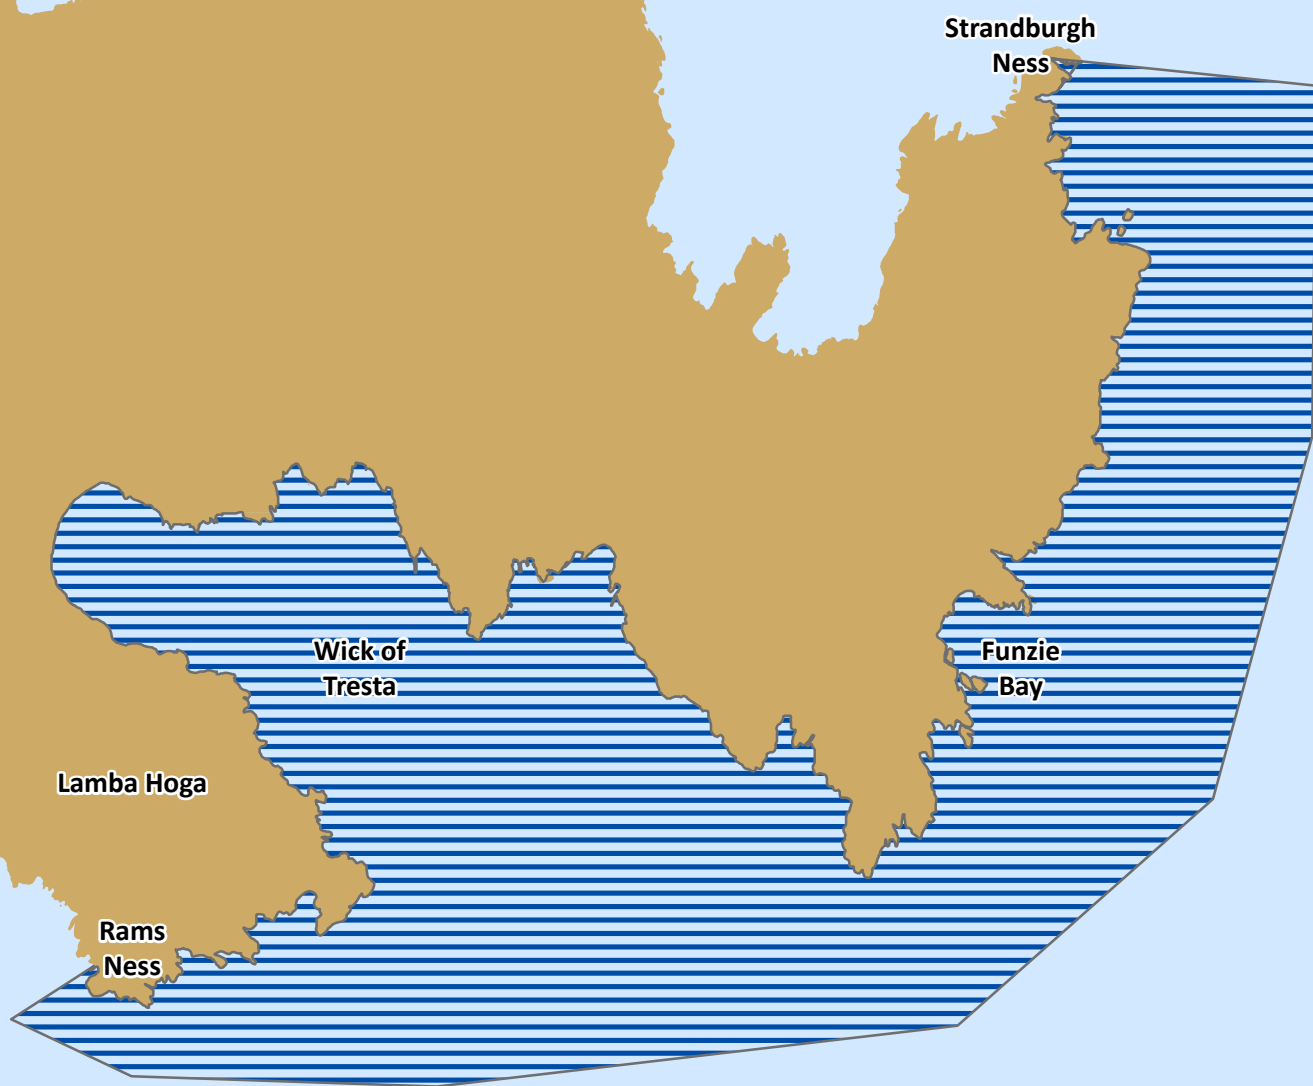 Strandburgh
Ness
Wick of
Tresta
Funzie
Bay
Lamba Hoga
Rams
Ness